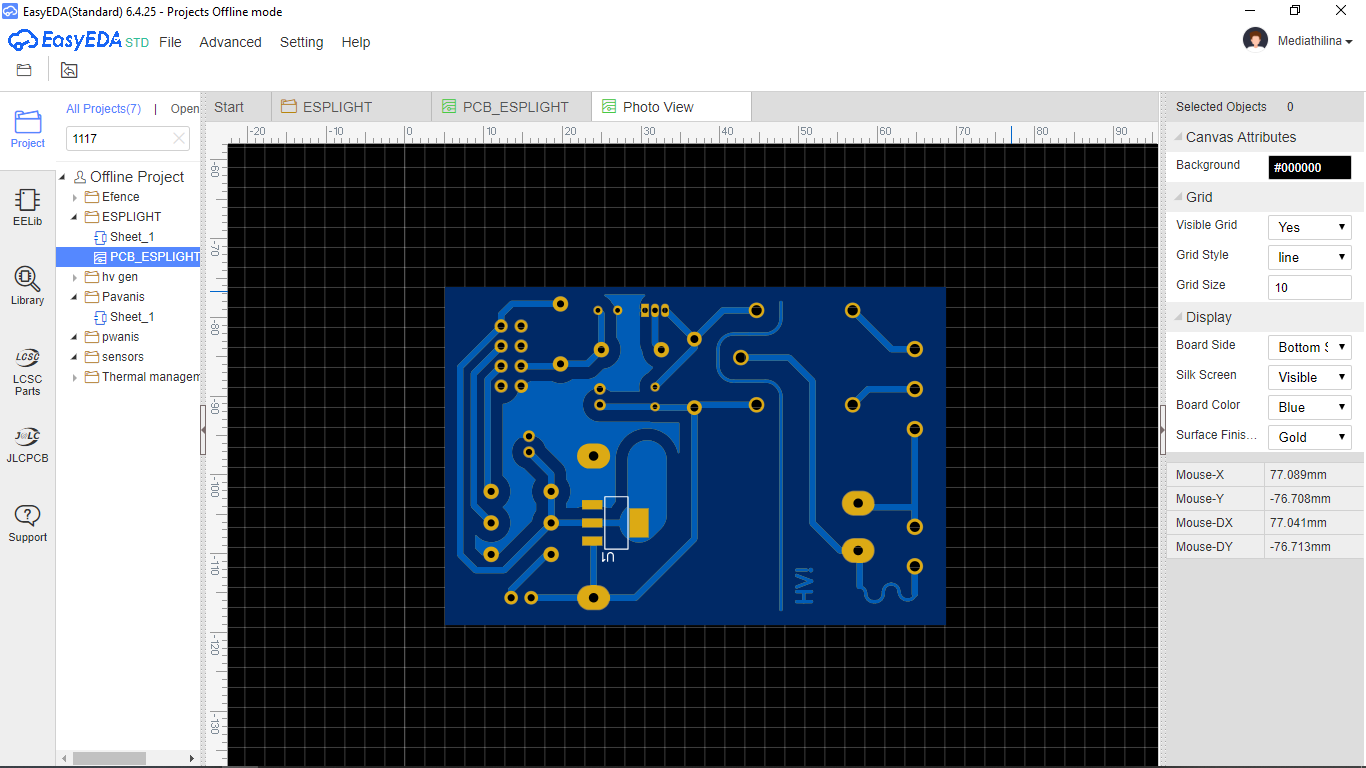 EasyEDA(Standard) 6.4.25 - Projects Offline mode
EasyEDA STD File Advanced Setting Help
Mediathilina
All Projects(7) | Open
1117
Project
EELib
Library
LCSC
LCSC
Parts
J@LC
JLCPCB
Support
Offline Project
Efence
ESPLIGHT
Sheet_1
PCB_ESPLIGHT
hv gen
Pavanis
Sheet_1
pwanis
sensors
Thermal managem
Start ESPLIGHT PCB_ESPLIGHT Photo View
-20 -10 0 10 20 30 40 50 60 70 80 90
-60
-70
-80
-90
-100
-110
-120
-130
U1
HV!
Selected Objects 0
Canvas Attributes
Background #000000
Grid
Visible Grid Yes
Grid Style line
Grid Size 10
Display
Board Side Bottom S
Silk Screen Visible
Board Color Blue
Surface Finis... Gold
Mouse-X 77.089mm
Mouse-Y -76.708mm
Mouse-DX 77.041mm
Mouse-DY -76.713mm